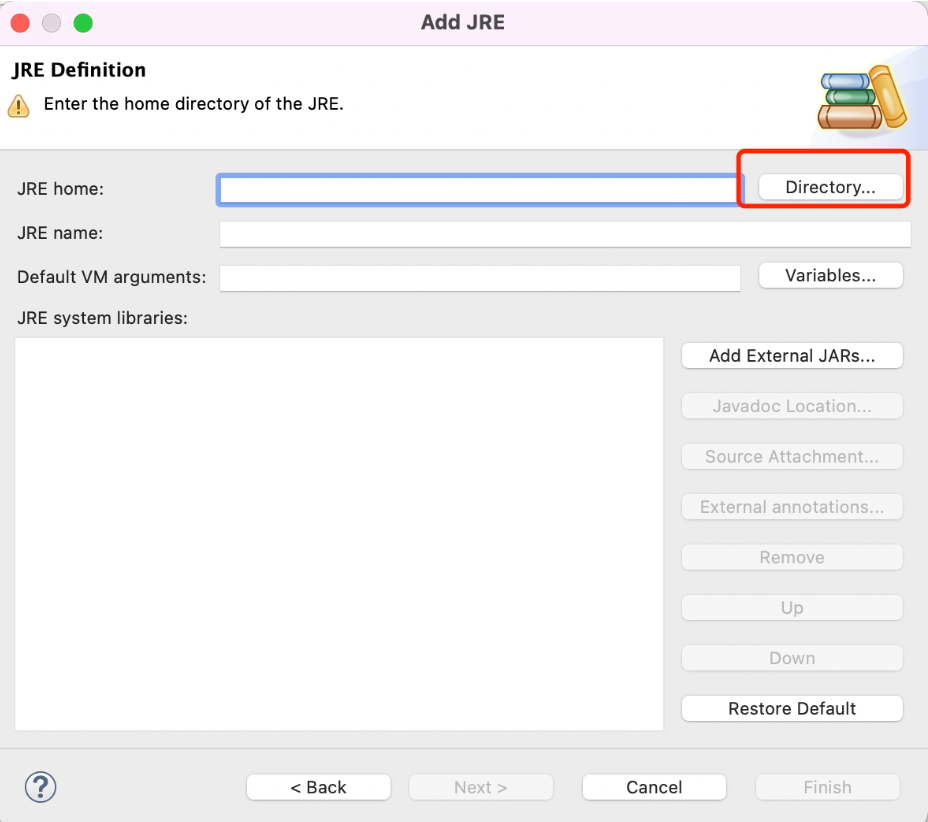 Add JRE
JRE Definition
Enter the home directory of the JRE.
JRE home:
Directory...
JRE name:
Default VM arguments:
Variables...
JRE system libraries:
Add External JARs...
Javadoc Location...
Source Attachment...
External annotations...
Remove
Up
Down
Restore Default
?
< Back
Next >
Cancel
Finish